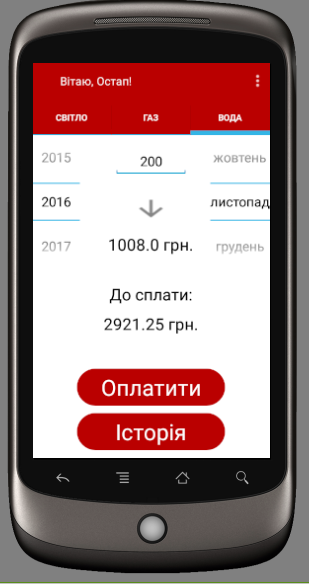 Вітаю, Остап!
СВІТЛО ГАЗ ВОДА
2015 200 жовтень
2016 листопад
2017 1008.0 грн. грудень
До сплати:
2921.25 грн.
Оплатити
Історія